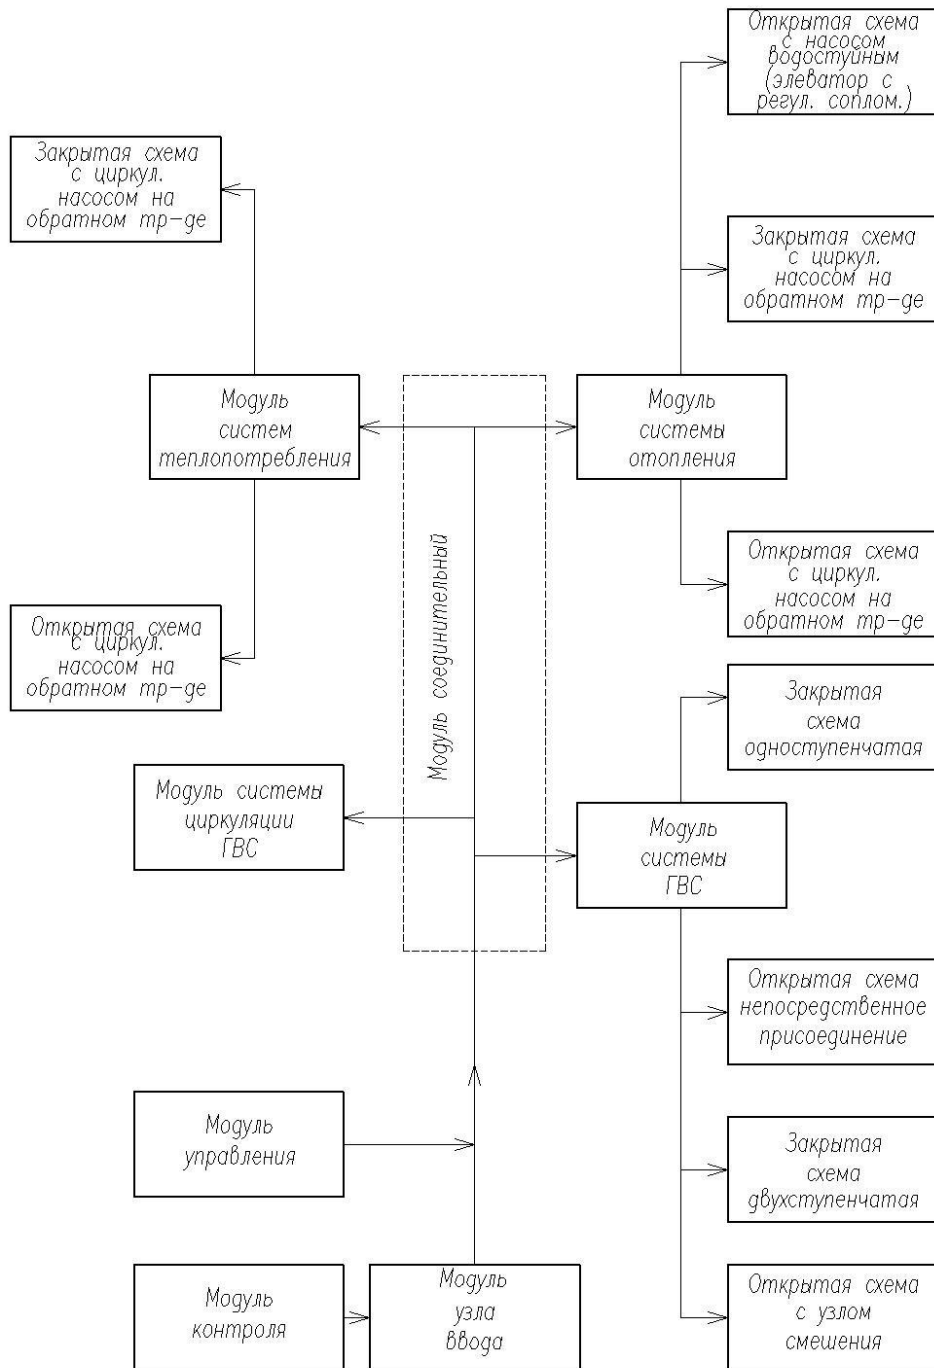 Открытая схема
с насосом
водостуйным
(элеватор с
регул. соплом.)
Закрытая схема
с циркул.
насосом на
обратном тр-де
Закрытая схема
с циркул.
насосом на
обратном тр-де
Модуль
систем
теплопотребления
Модуль
системы
отопления
Модуль соединительный
Открытая схема
с циркул.
насосом на
обратном тр-де
Открытая схема
с циркул.
насосом на
обратном тр-де
Закрытая
схема
одноступенчатая
Модуль системы
циркуляции
ГВС
Модуль
системы
ГВС
Открытая схема
непосредственное
присоединение
Модуль
управления
Закрытая
схема
двухступенчатая
Модуль
контроля
Модуль
узла
ввода
Открытая схема
с узлом
смешения